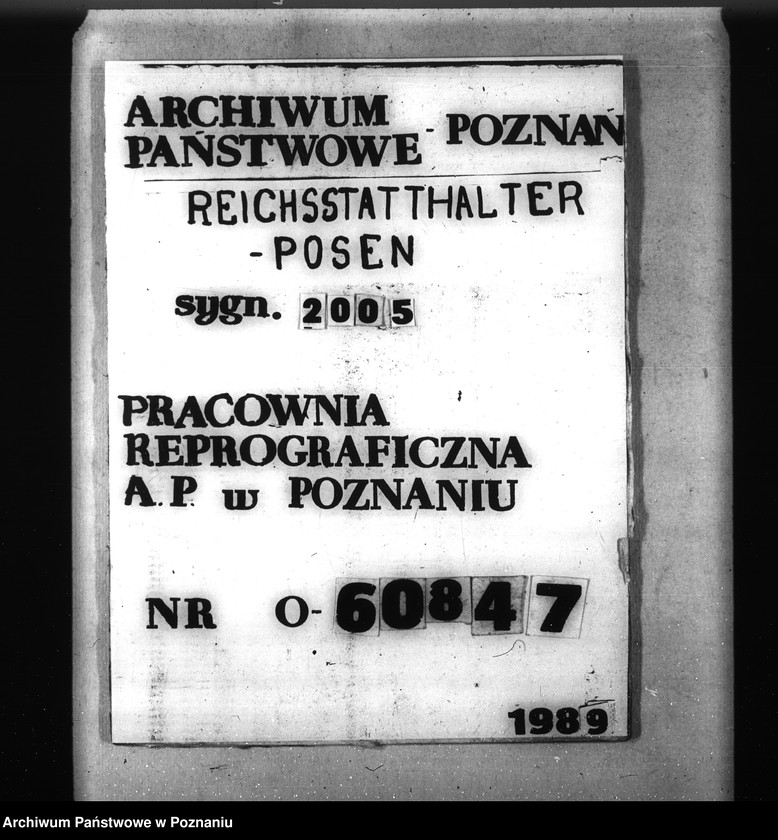 ARCHIWUM
PAŃSTWOWE - POZNAŃ
REICHSSTATTHALTER
-POSEN
sygn. 2005
PRACOWNIA
REPROGRAFICZNA
A.P. w POZNANIU
NR O-60847
1989
Archiwum Państwowe w Poznaniu